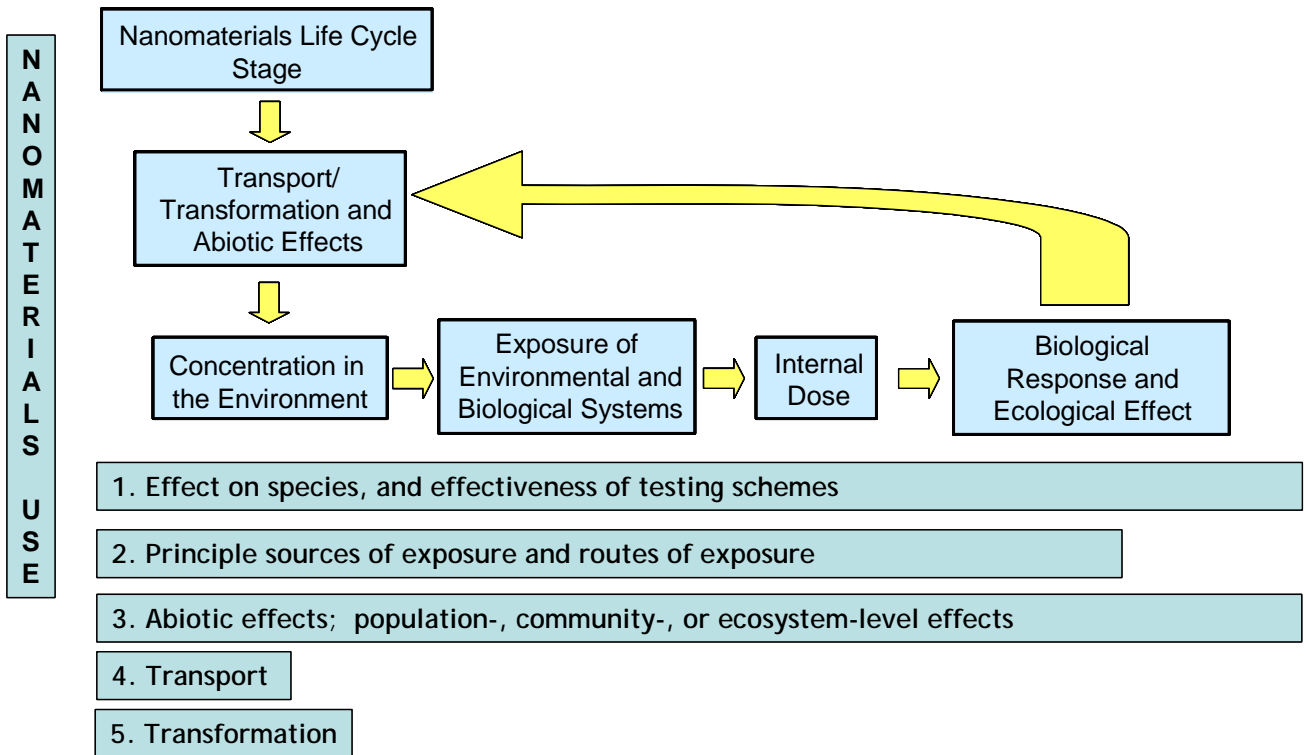 NANOMATERIALS USE
Nanomaterials Life Cycle
Stage
Transport/
Transformation and
Abiotic Effects
Concentration in
the Environment
Exposure of
Environmental and
Biological Systems
Internal
Dose
Biological
Response and
Ecological Effect
1. Effect on species, and effectiveness of testing schemes
2. Principle sources of exposure and routes of exposure
3. Abiotic effects; population-, community-, or ecosystem-level effects
4. Transport
5. Transformation